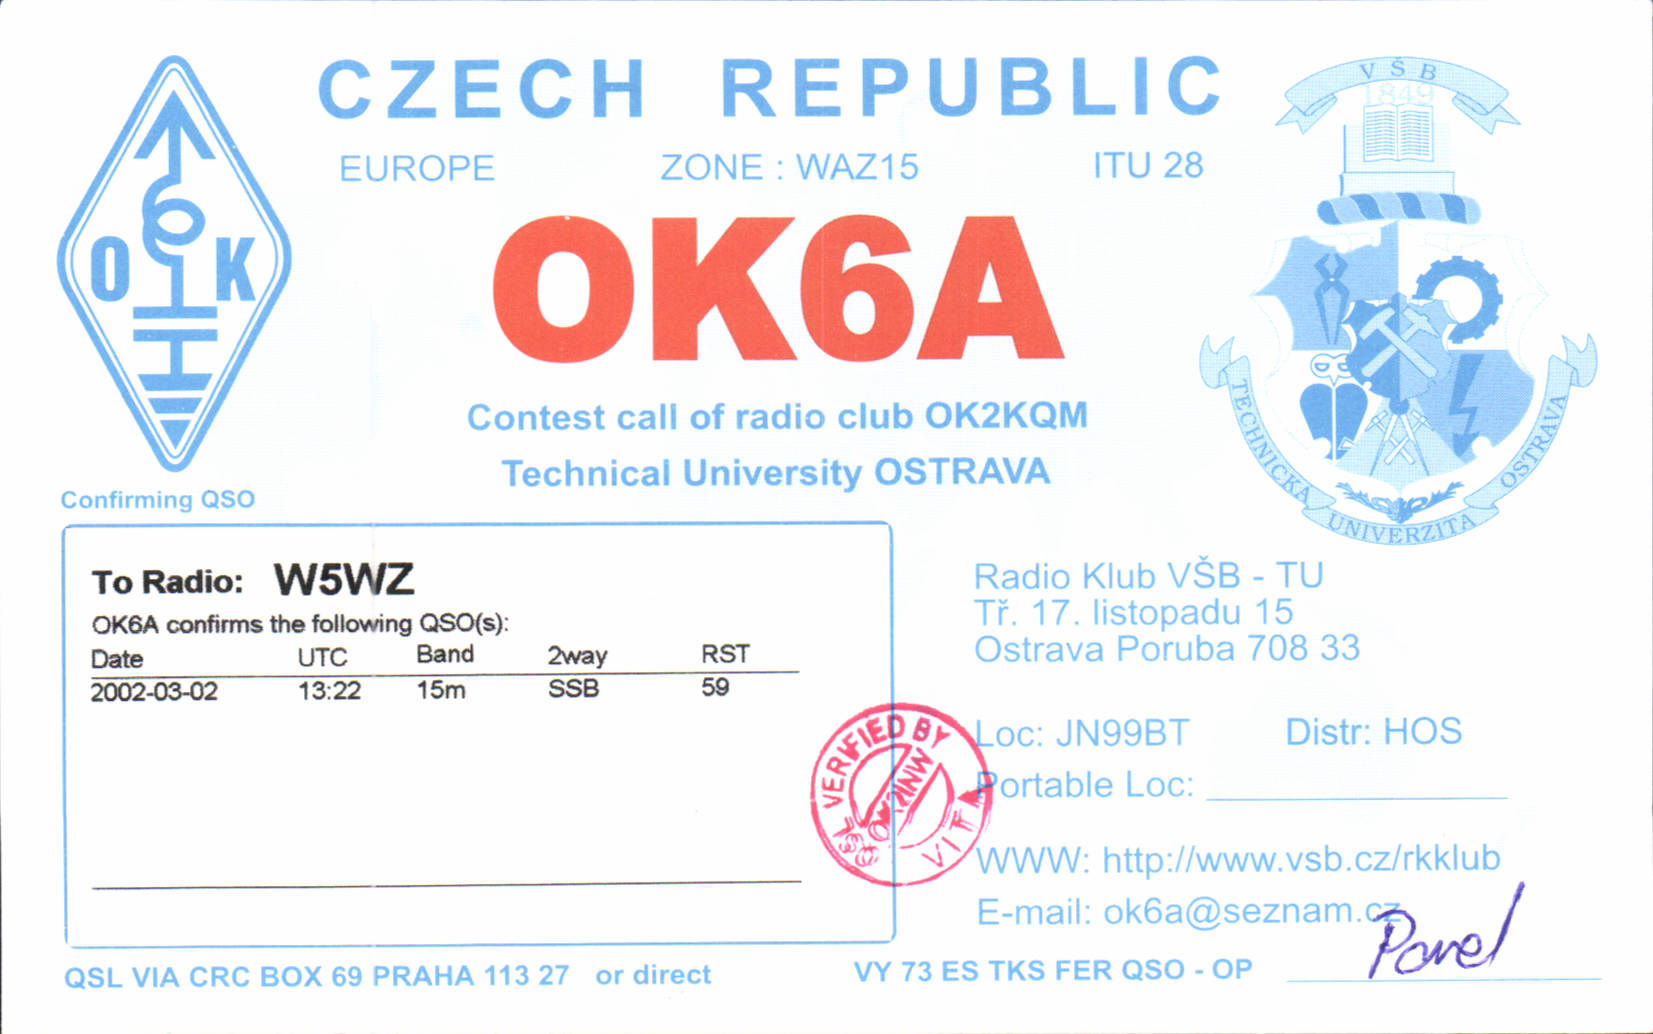 CZECH REPUBLIC
EUROPE ZONE : WAZ15 ITU 28
OK6A
Contest call of radio club OK2KQM
Technical University OSTRAVA
O K
VŠB
1849
TECHNICKÁ UNIVERZITA OSTRAVA
Confirming QSO
To Radio: W5WZ
OK6A confirms the following QSO(s):
Date UTC Band 2way RST
2002-03-02 13:22 15m SSB 59
Radio Klub VŠB - TU
Tř. 17. listopadu 15
Ostrava Poruba 708 33
VERIFIED BY
Loc: JN99BT Distr: HOS
Portable Loc:
WWW: http://www.vsb.cz/rkklub
E-mail: ok6a@seznam.cz
QSL VIA CRC BOX 69 PRAHA 113 27 or direct
VY 73 ES TKS FER QSO - OP Pavel